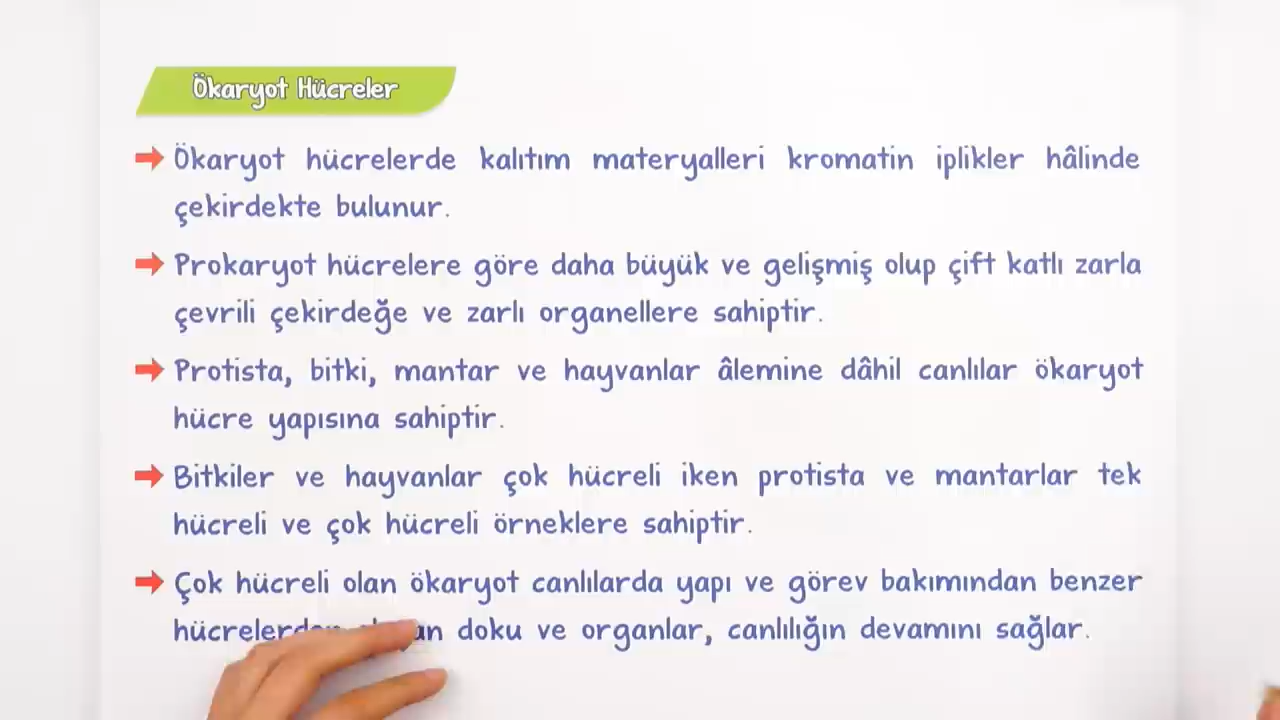 Ökaryot Hücreler
Ökaryot hücrelerde kalıtım materyalleri kromatin iplikler hâlinde
çekirdekte bulunur.
Prokaryot hücrelere göre daha büyük ve gelişmiş olup çift katlı zarla
çevrili çekirdeğe ve zarlı organellere sahiptir.
Protista, bitki, mantar ve hayvanlar âlemine dâhil canlılar ökaryot
hücre yapısına sahiptir.
Bitkiler ve hayvanlar çok hücreli iken protista ve mantarlar tek
hücreli ve çok hücreli örneklere sahiptir.
Çok hücreli olan ökaryot canlılarda yapı ve görev bakımından benzer
doku ve organlar, canlılığın devamını sağlar.